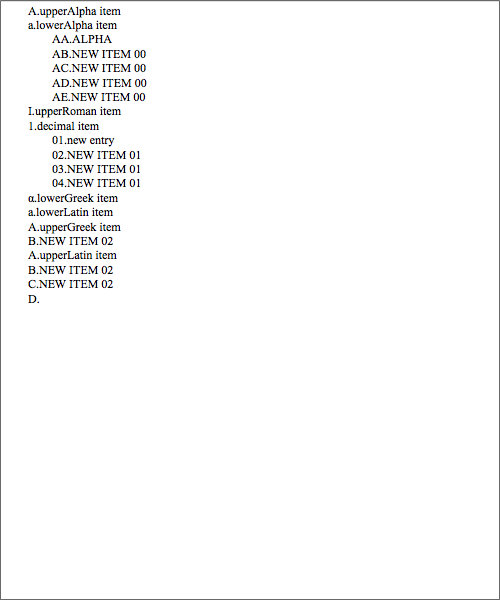 A.upperAlpha item
a.lowerAlpha item
AA.ALPHA
AB.NEW ITEM 00
AC.NEW ITEM 00
AD.NEW ITEM 00
AE.NEW ITEM 00
I.upperRoman item
1.decimal item
01.new entry
02.NEW ITEM 01
03.NEW ITEM 01
04.NEW ITEM 01
α.lowerGreek item
a.lowerLatin item
Α.upperGreek item
Β.NEW ITEM 02
A.upperLatin item
B.NEW ITEM 02
C.NEW ITEM 02
D.